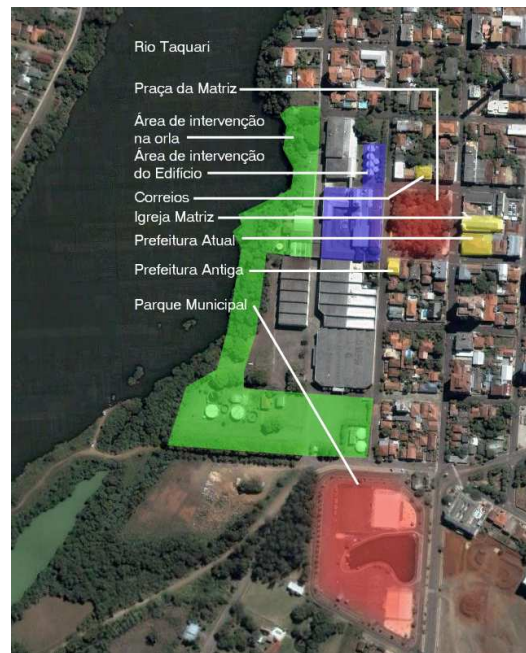 Rio Taquari
Praça da Matriz
Área de intervenção
na orla
Área de intervenção
do Edifício
Correios
Igreja Matriz
Prefeitura Atual
Prefeitura Antiga
Parque Municipal